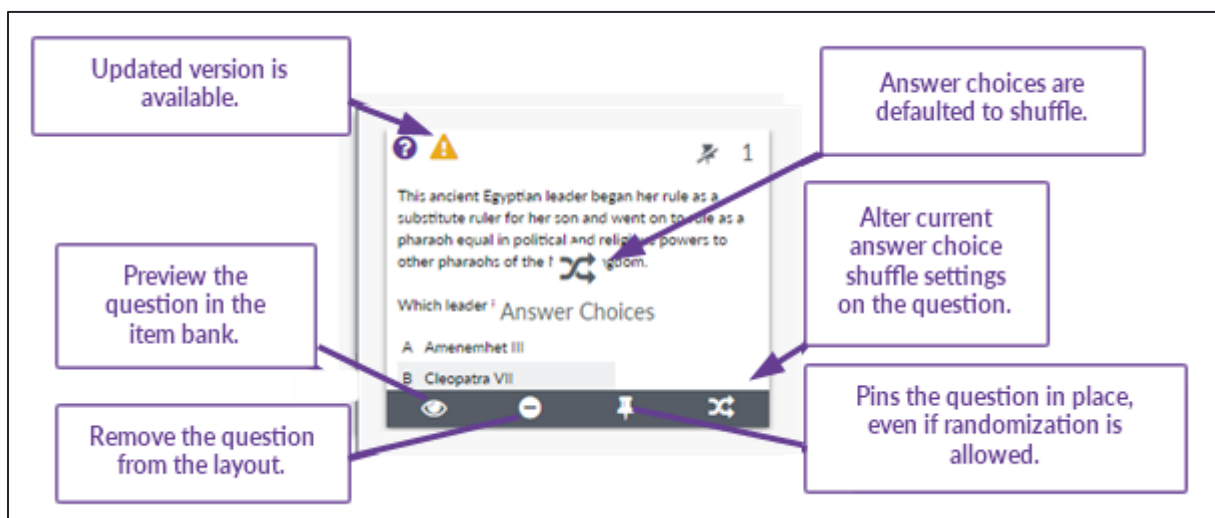 Updated version is
available.
Answer choices are
defaulted to shuffle.
1
This ancient Egyptian leader began her rule as a
substitute ruler for her son and went on to rule as a
pharaoh equal in political and religious powers to
other pharaohs of the
Which leader
Answer Choices
A Amenemhet III
B Cleopatra VII
Preview the
question in the
item bank.
Alter current
answer choice
shuffle settings
on the question.
Remove the question
from the layout.
Pins the question in place,
even if randomization is
allowed.